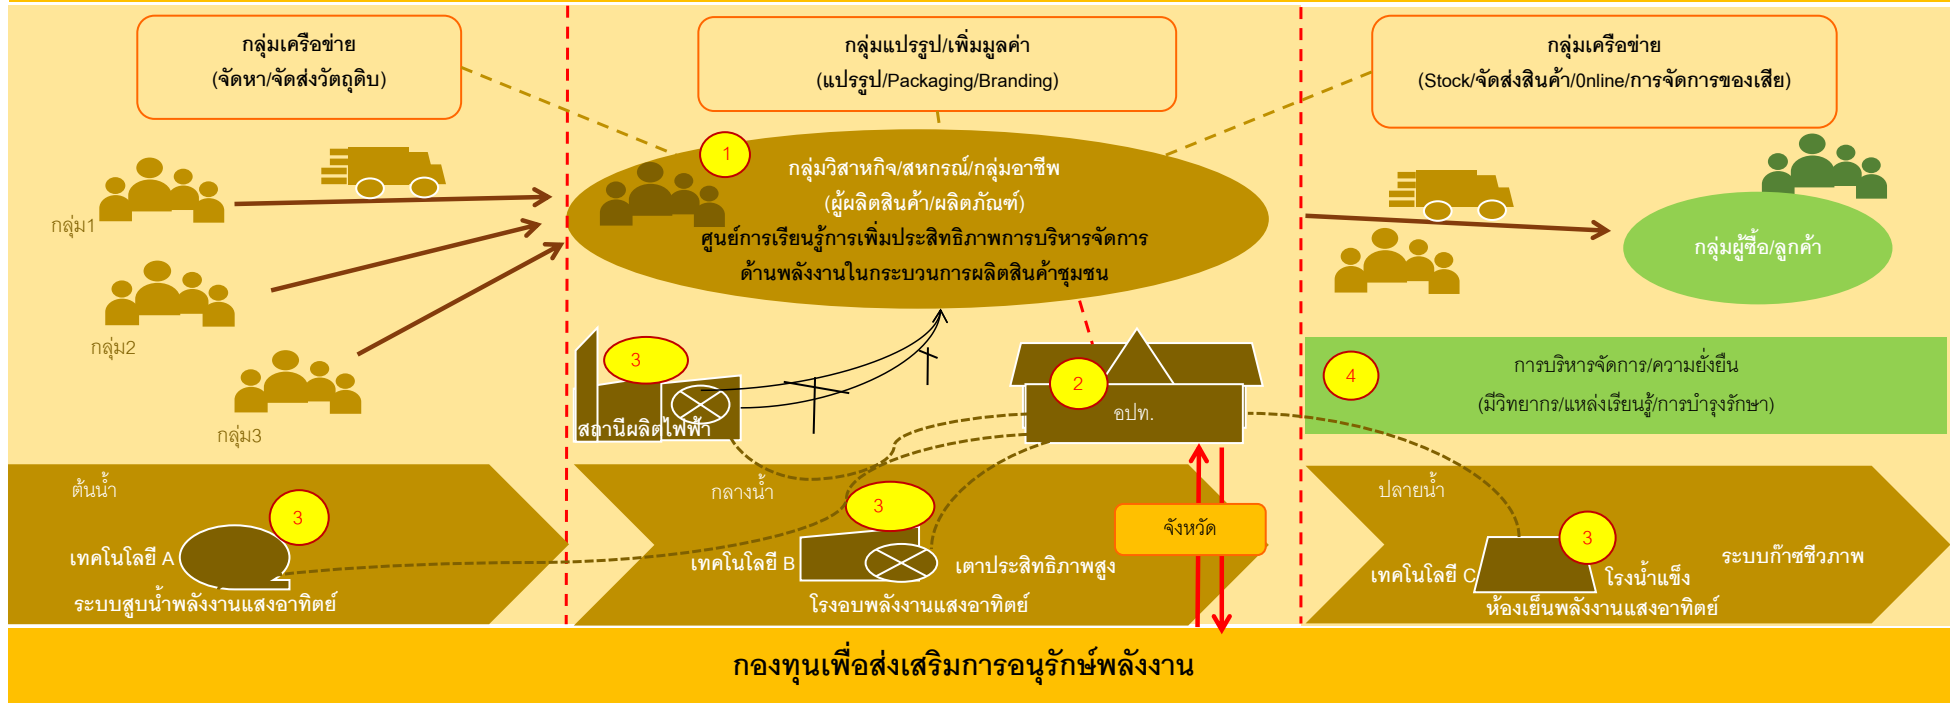 กลุ่มเครือข่าย
(จัดหา/จัดส่งวัตถุดิบ)
กลุ่มแปรรูป/เพิ่มมูลค่า
(แปรรูป/Packaging/Branding)
กลุ่มเครือข่าย
(Stock/จัดส่งสินค้า/0nline/การจัดการของเสีย)
1
กลุ่มวิสาหกิจ/สหกรณ์/กลุ่มอาชีพ
(ผู้ผลิตสินค้า/ผลิตภัณฑ์)
ศูนย์การเรียนรู้การเพิ่มประสิทธิภาพการบริหารจัดการ
ด้านพลังงานในกระบวนการผลิตสินค้าชุมชน
กลุ่ม1
กลุ่ม2
กลุ่ม3
กลุ่มผู้ซื้อ/ลูกค้า
3
สถานีผลิตไฟฟ้า
2
อปท.
4
การบริหารจัดการ/ความยั่งยืน
(มีวิทยากร/แหล่งเรียนรู้/การบำรุงรักษา)
ต้นน้ำ
3
เทคโนโลยี A
ระบบสูบน้ำพลังงานแสงอาทิตย์
กลางน้ำ
3
เทคโนโลยี B
เตาประสิทธิภาพสูง
โรงอบพลังงานแสงอาทิตย์
จังหวัด
ปลายน้ำ
3
เทคโนโลยี C
โรงน้ำแข็ง
ระบบก๊าซชีวภาพ
ห้องเย็นพลังงานแสงอาทิตย์
กองทุนเพื่อส่งเสริมการอนุรักษ์พลังงาน